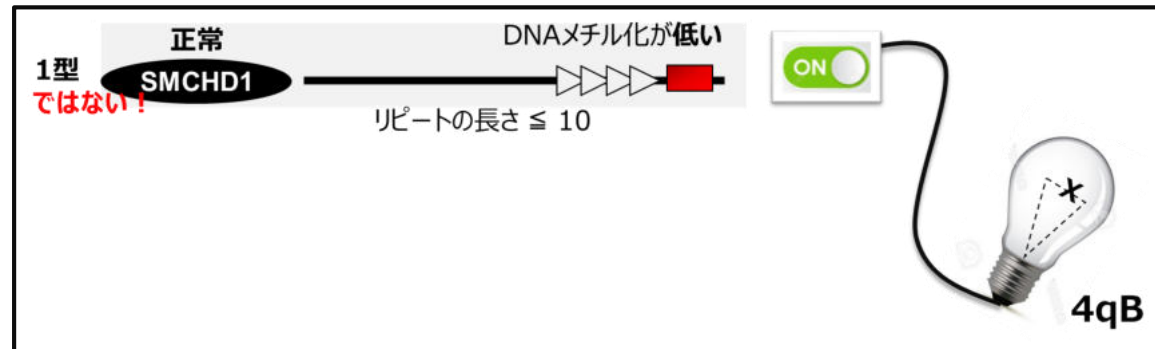 正常
DNAメチル化が低い
1型
ではない！
SMCHD1
リピートの長さ ≦ 10
ON
X
4qB